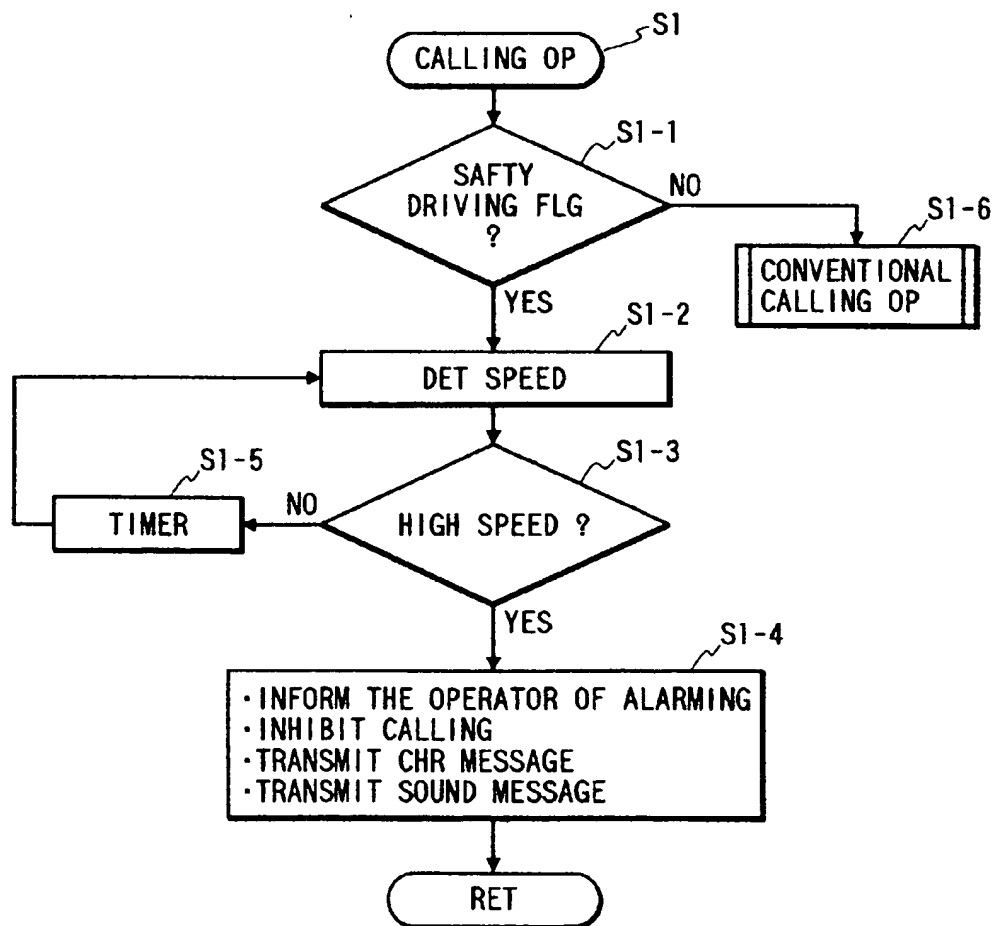 S1
CALLING OP
S1-1
SAFTY
DRIVING FLG
?
NO
S1-6
CONVENTIONAL
CALLING OP
YES
S1-2
DET SPEED
S1-3
HIGH SPEED ?
NO
S1-5
TIMER
YES
S1-4
·INFORM THE OPERATOR OF ALARMING
·INHIBIT CALLING
·TRANSMIT CHR MESSAGE
·TRANSMIT SOUND MESSAGE
RET